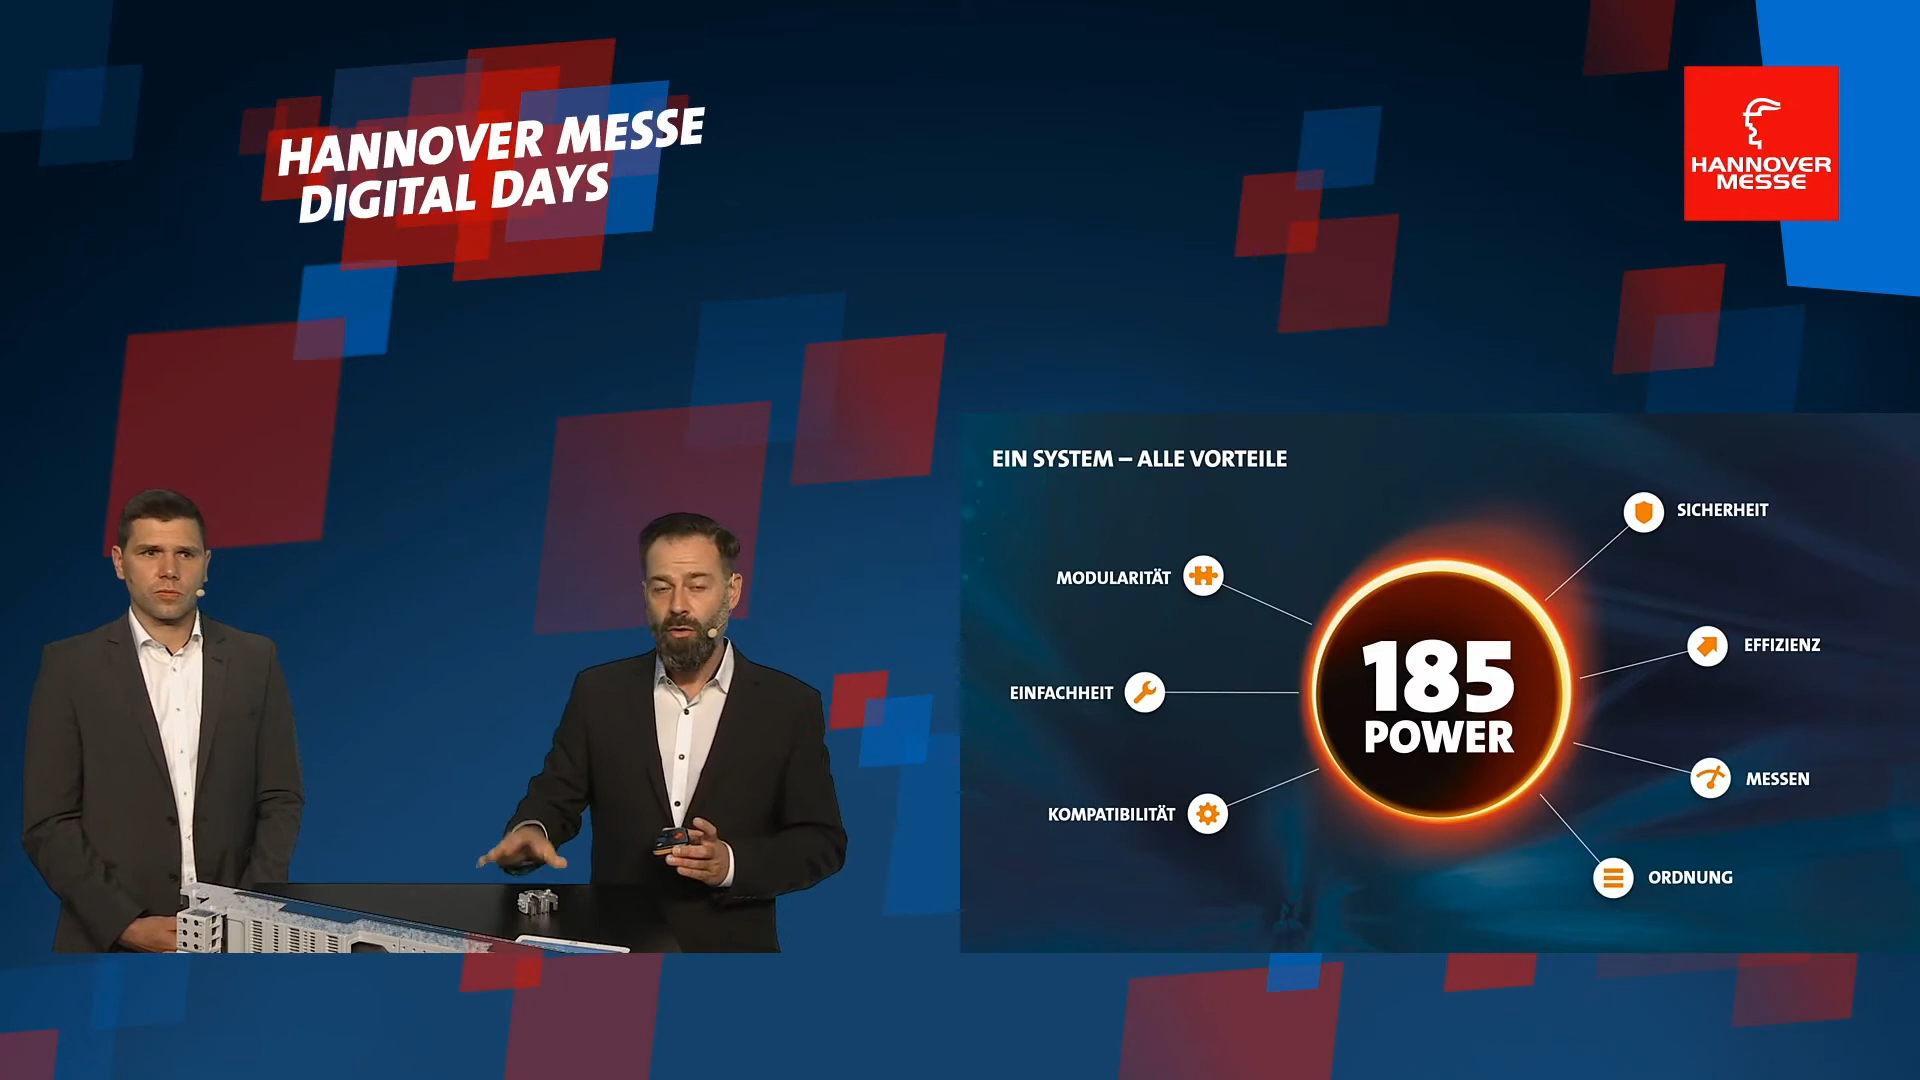 HANNOVER MESSE
DIGITAL DAYS
HANNOVER
MESSE
EIN SYSTEM – ALLE VORTEILE
SICHERHEIT
MODULARITÄT
EFFIZIENZ
EINFACHHEIT
185
POWER
MESSEN
KOMPATIBILITÄT
ORDNUNG